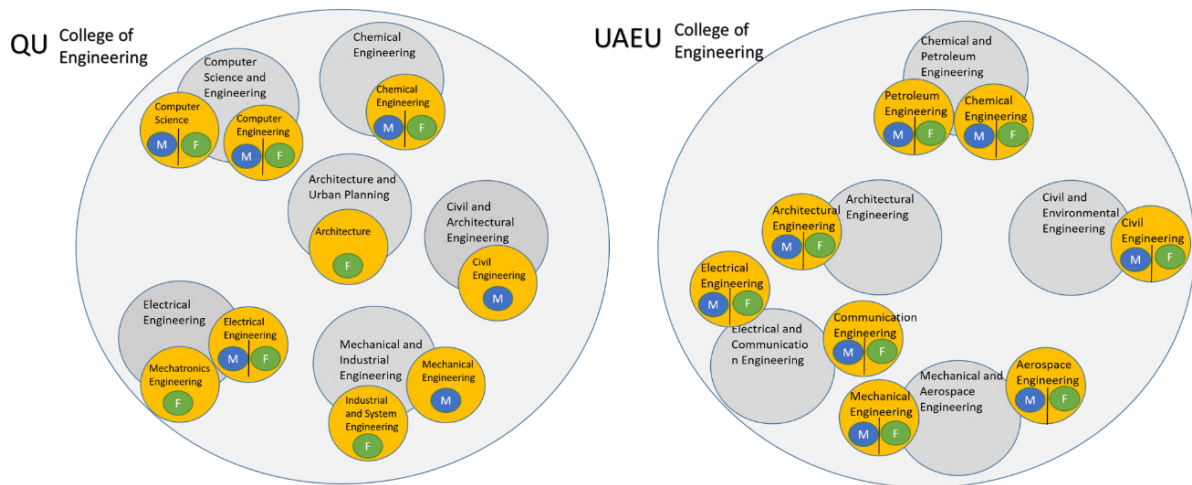 QU College of
Engineering
Computer
Science and
Engineering
Computer
Science
M F
Computer
Engineering
M F
Chemical
Engineering
Chemical
Engineering
M F
Architecture and
Urban Planning
Architecture
F
Civil and
Architectural
Engineering
Civil
Engineering
M
Electrical
Engineering
Electrical
Engineering
M F
Mechatronics
Engineering
F
Mechanical and
Industrial
Engineering
Mechanical
Engineering
M
Industrial
and System
Engineering
F
UAEU College of
Engineering
Chemical and
Petroleum
Engineering
Petroleum
Engineering
M F
Chemical
Engineering
M F
Architectural
Engineering
Architectural
Engineering
M F
Civil and
Environmental
Engineering
Civil
Engineering
M F
Electrical
Engineering
M F
Electrical and
Communicatio
n Engineering
Communication
Engineering
M F
Mechanical and
Aerospace
Engineering
Mechanical
Engineering
M F
Aerospace
Engineering
M F